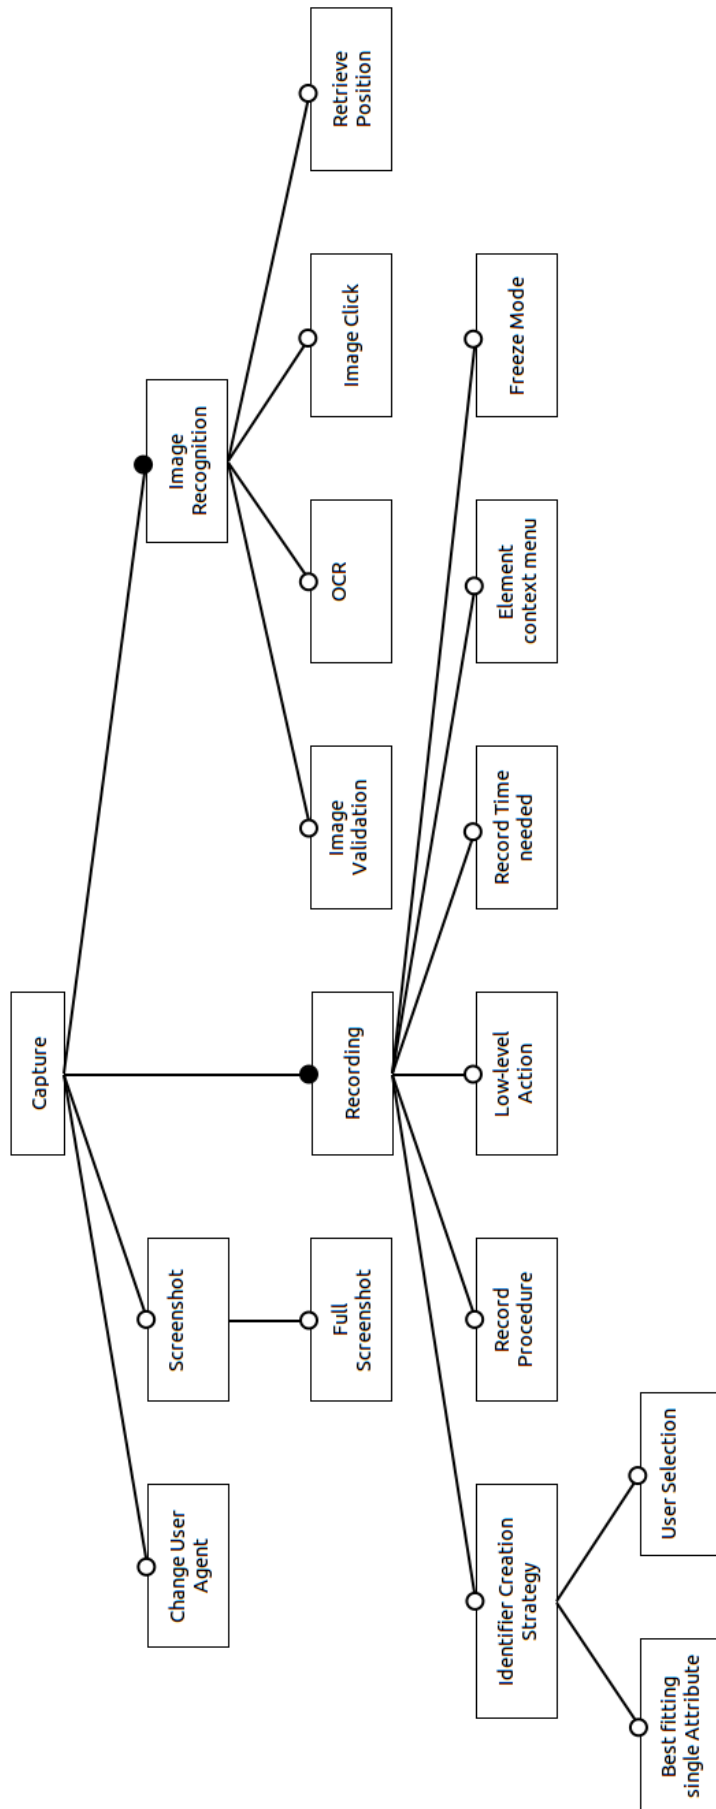 Capture
Change User
Agent
Screenshot
Image
Recognition
Full
Screenshot
Recording
Image
Validation
OCR
Image Click
Retrieve
Position
Identifier Creation
Strategy
Record
Procedure
Low-level
Action
Record Time
needed
Element
context menu
Freeze Mode
Best fitting
single Attribute
User Selection